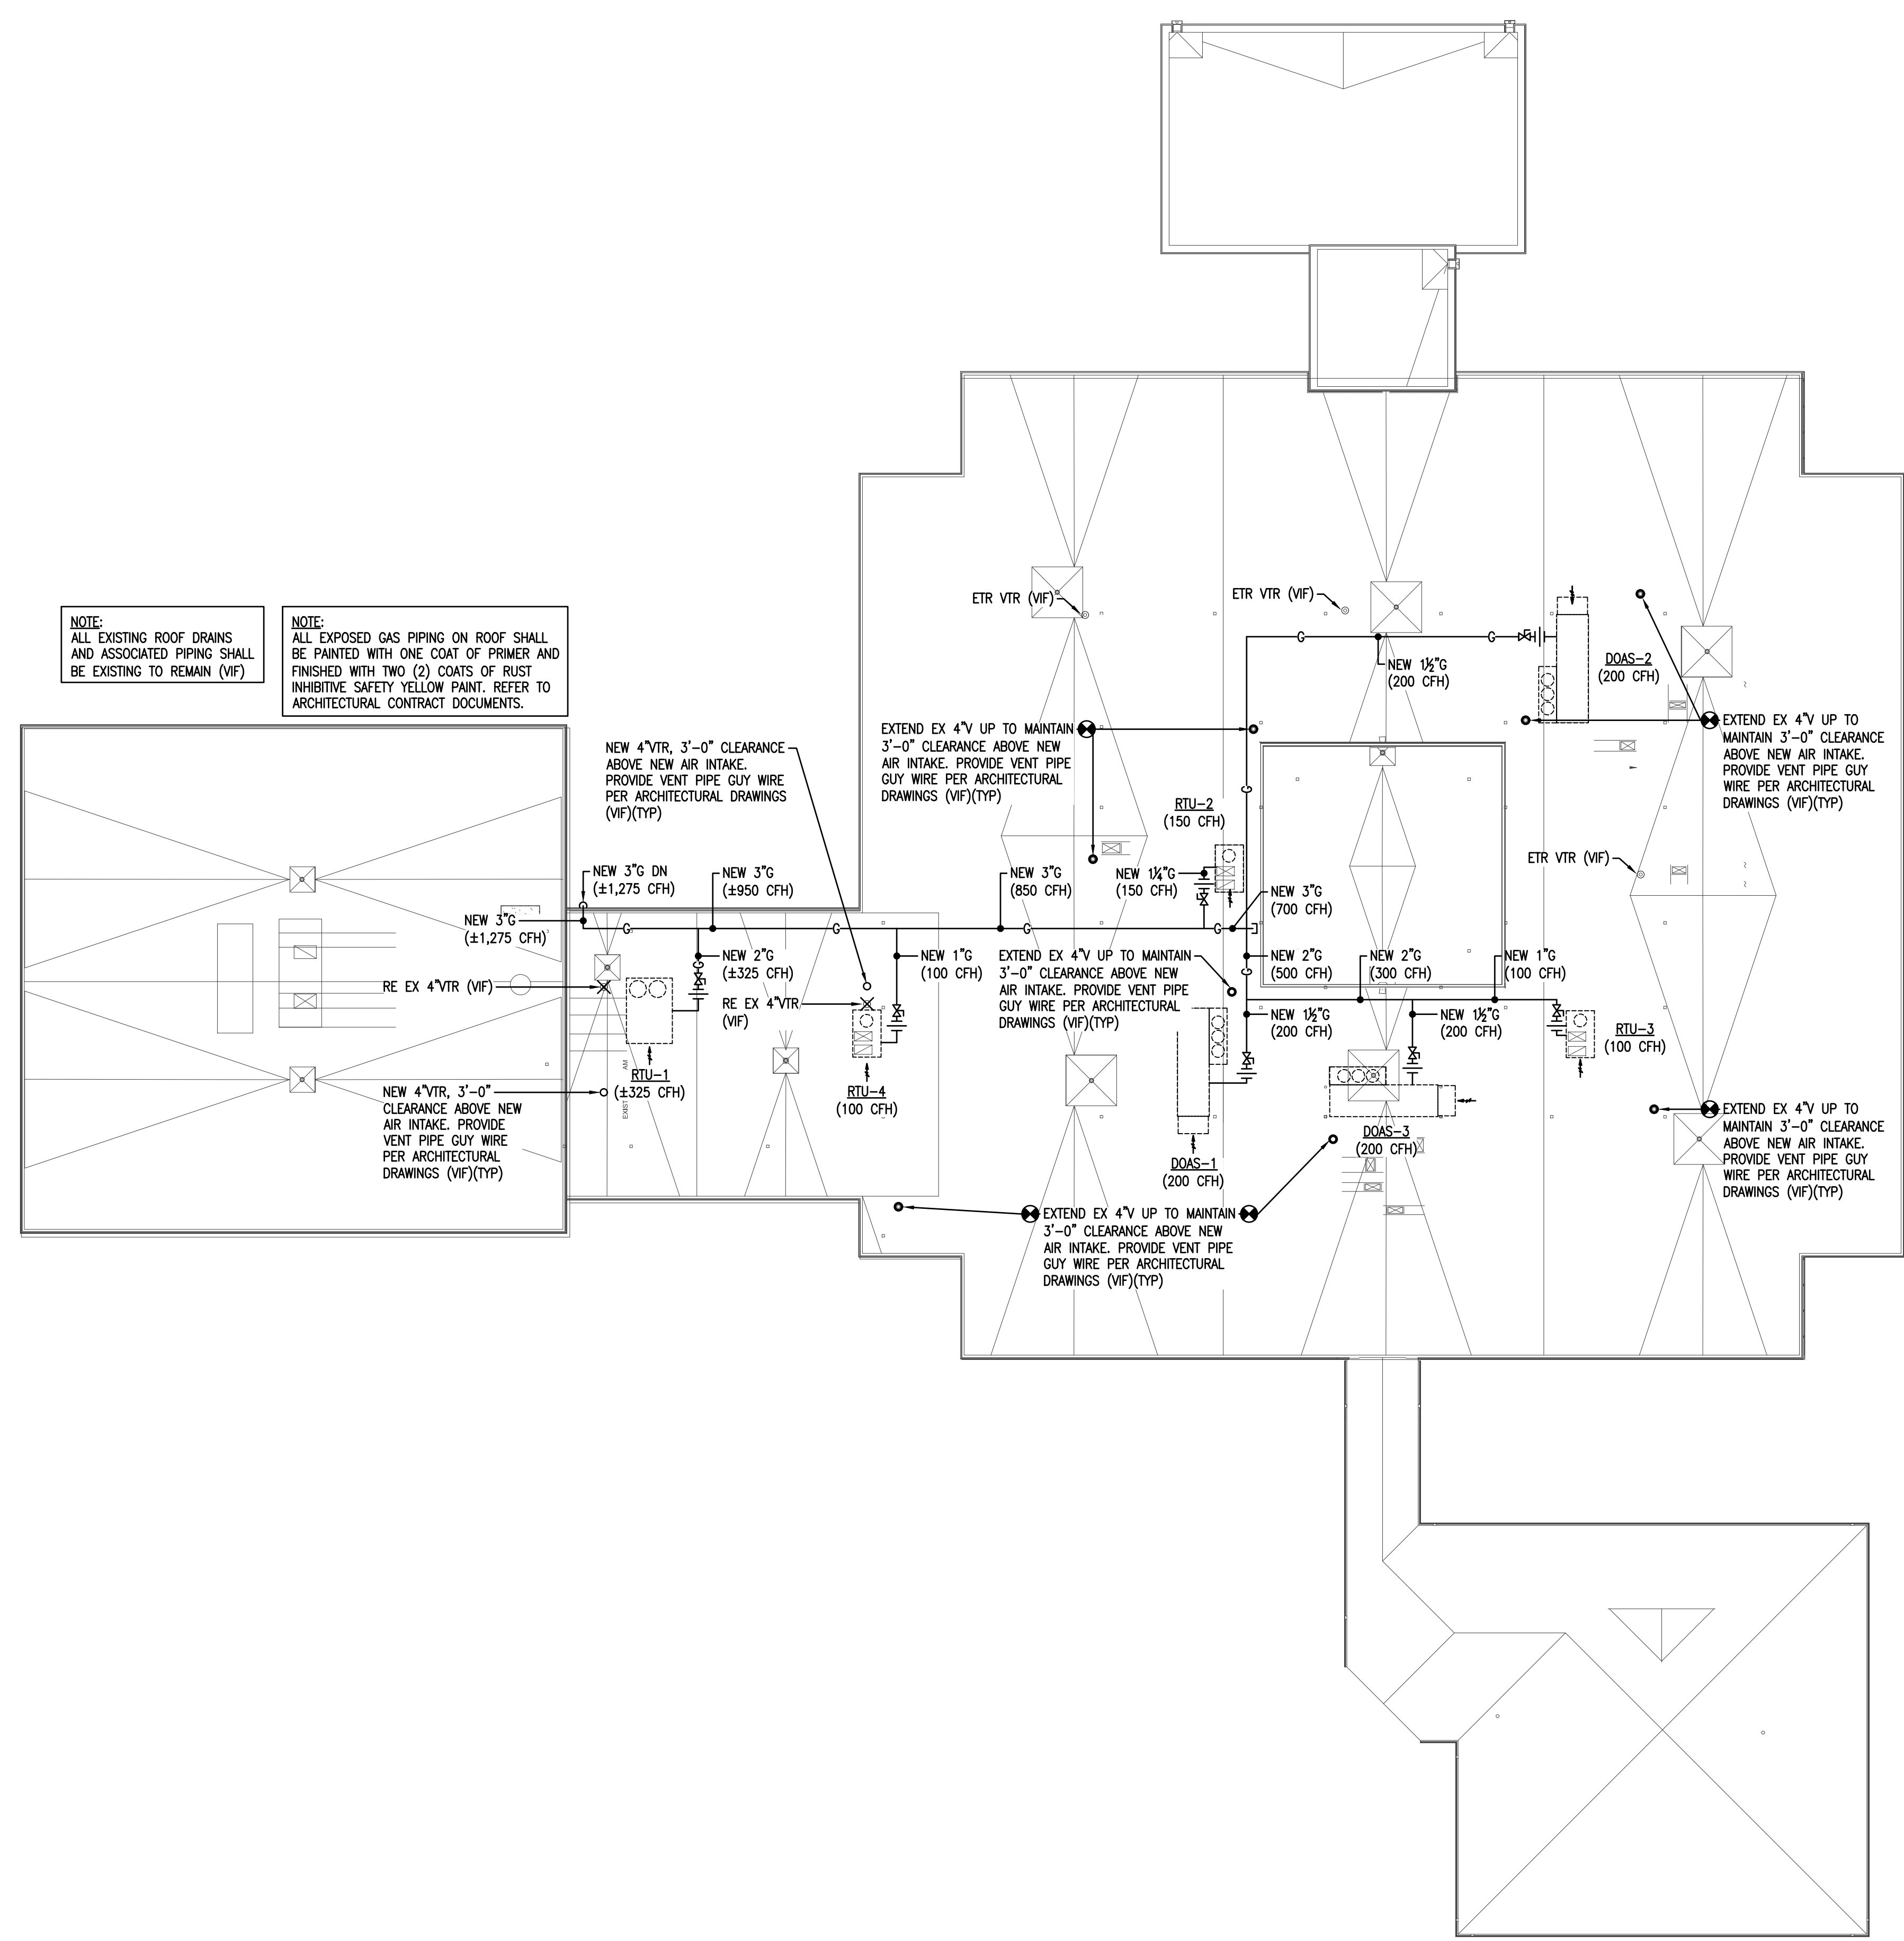 NOTE:
ALL EXISTING ROOF DRAINS
AND ASSOCIATED PIPING SHALL
BE EXISTING TO REMAIN (VIF)
NOTE:
ALL EXPOSED GAS PIPING ON ROOF SHALL
BE PAINTED WITH ONE COAT OF PRIMER AND
FINISHED WITH TWO (2) COATS OF RUST
INHIBITIVE SAFETY YELLOW PAINT. REFER TO
ARCHITECTURAL CONTRACT DOCUMENTS.
ETR VTR (VIF)
ETR VTR (VIF)
G
G
NEW 1½"G
(200 CFH)
DOAS-2
(200 CFH)
EXTEND EX 4"V UP TO
MAINTAIN 3'-0" CLEARANCE
ABOVE NEW AIR INTAKE.
PROVIDE VENT PIPE GUY
WIRE PER ARCHITECTURAL
DRAWINGS (VIF)(TYP)
EXTEND EX 4"V UP TO MAINTAIN
3'-0" CLEARANCE ABOVE NEW
AIR INTAKE. PROVIDE VENT PIPE
GUY WIRE PER ARCHITECTURAL
DRAWINGS (VIF)(TYP)
NEW 4"VTR, 3'-0" CLEARANCE
ABOVE NEW AIR INTAKE.
PROVIDE VENT PIPE GUY WIRE
PER ARCHITECTURAL DRAWINGS
(VIF)(TYP)
G
RTU-2
(150 CFH)
ETR VTR (VIF)
NEW 3"G DN
(±1,275 CFH)
NEW 3"G
(±950 CFH)
NEW 3"G
(850 CFH)
NEW 1¼"G
(150 CFH)
NEW 3"G
(700 CFH)
NEW 3"G
(±1,275 CFH)
G
G
G
G
NEW 2"G
(±325 CFH)
G
NEW 1"G
(100 CFH)
EXTEND EX 4"V UP TO MAINTAIN
3'-0" CLEARANCE ABOVE NEW
AIR INTAKE. PROVIDE VENT PIPE
GUY WIRE PER ARCHITECTURAL
DRAWINGS (VIF)(TYP)
NEW 2"G
(500 CFH)
G
NEW 2"G
(300 CFH)
NEW 1"G
(100 CFH)
RE EX 4"VTR (VIF)
RE EX 4"VTR
(VIF)
NEW 1½"G
(200 CFH)
NEW 1½"G
(200 CFH)
RTU-3
(100 CFH)
RTU-1
(±325 CFH)
EXIST
AM
RTU-4
(100 CFH)
NEW 4"VTR, 3'-0"
CLEARANCE ABOVE NEW
AIR INTAKE. PROVIDE
VENT PIPE GUY WIRE
PER ARCHITECTURAL
DRAWINGS (VIF)(TYP)
DOAS-1
(200 CFH)
DOAS-3
(200 CFH)
EXTEND EX 4"V UP TO
MAINTAIN 3'-0" CLEARANCE
ABOVE NEW AIR INTAKE.
PROVIDE VENT PIPE GUY
WIRE PER ARCHITECTURAL
DRAWINGS (VIF)(TYP)
EXTEND EX 4"V UP TO MAINTAIN
3'-0" CLEARANCE ABOVE NEW
AIR INTAKE. PROVIDE VENT PIPE
GUY WIRE PER ARCHITECTURAL
DRAWINGS (VIF)(TYP)